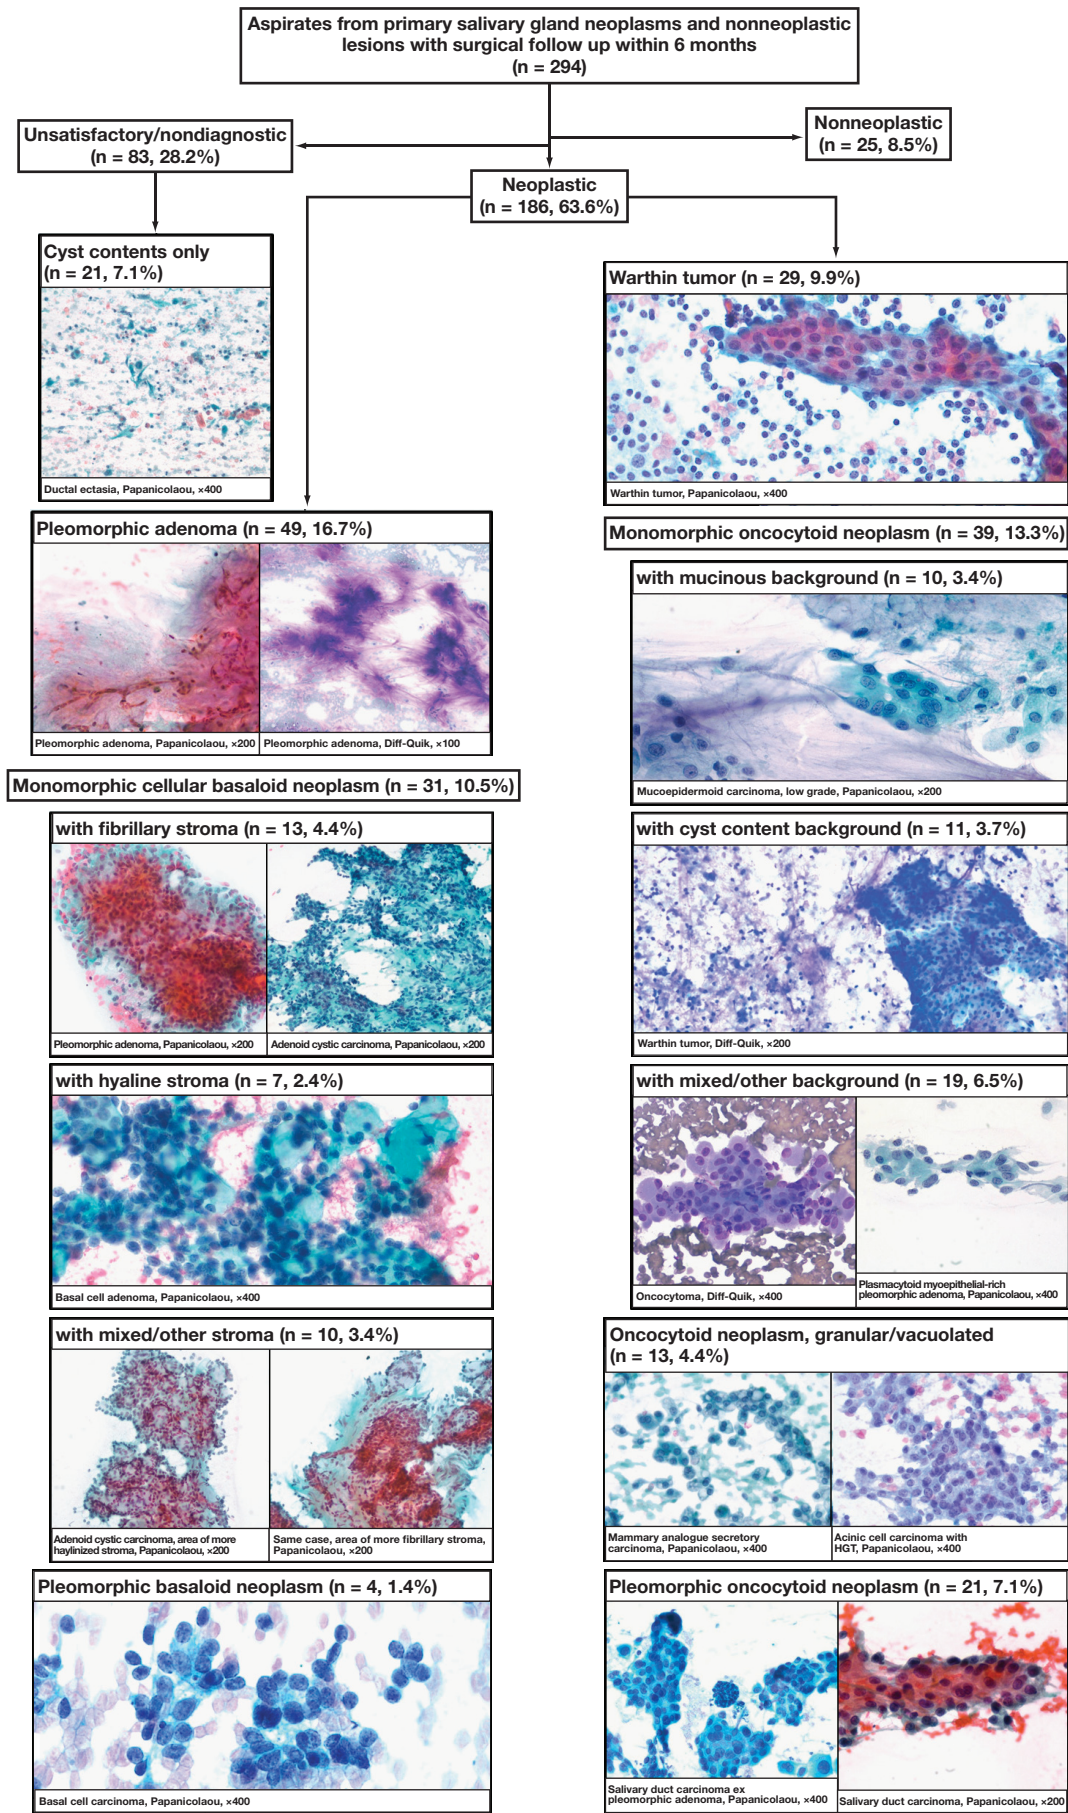 Aspirates from primary salivary gland neoplasms and nonneoplastic
lesions with surgical follow up within 6 months
(n = 294)
Unsatisfactory/nondiagnostic
(n = 83, 28.2%)
Nonneoplastic
(n = 25, 8.5%)
Neoplastic
(n = 186, 63.6%)
Cyst contents only
(n = 21, 7.1%)
Ductal ectasia, Papanicolaou, ×400
Pleomorphic adenoma (n = 49, 16.7%)
Pleomorphic adenoma, Papanicolaou, ×200
Pleomorphic adenoma, Diff-Quik, ×100
Monomorphic cellular basaloid neoplasm (n = 31, 10.5%)
with fibrillary stroma (n = 13, 4.4%)
Pleomorphic adenoma, Papanicolaou, ×200
Adenoid cystic carcinoma, Papanicolaou, ×200
with hyaline stroma (n = 7, 2.4%)
Basal cell adenoma, Papanicolaou, ×400
with mixed/other stroma (n = 10, 3.4%)
Adenoid cystic carcinoma, area of more
haylinized stroma, Papanicolaou, ×200
Same case, area of more fibrillary stroma,
Papanicolaou, ×200
Pleomorphic basaloid neoplasm (n = 4, 1.4%)
Basal cell carcinoma, Papanicolaou, ×400
Warthin tumor (n = 29, 9.9%)
Warthin tumor, Papanicolaou, ×400
Monomorphic oncocytoid neoplasm (n = 39, 13.3%)
with mucinous background (n = 10, 3.4%)
Mucoepidermoid carcinoma, low grade, Papanicolaou, ×200
with cyst content background (n = 11, 3.7%)
Warthin tumor, Diff-Quik, ×200
with mixed/other background (n = 19, 6.5%)
Oncocytoma, Diff-Quik, ×400
Plasmacytoid myoepithelial-rich
pleomorphic adenoma, Papanicolaou, ×400
Oncocytoid neoplasm, granular/vacuolated
(n = 13, 4.4%)
Mammary analogue secretory
carcinoma, Papanicolaou, ×400
Acinic cell carcinoma with
HGT, Papanicolaou, ×400
Pleomorphic oncocytoid neoplasm (n = 21, 7.1%)
Salivary duct carcinoma ex
pleomorphic adenoma, Papanicolaou, ×400
Salivary duct carcinoma, Papanicolaou, ×200